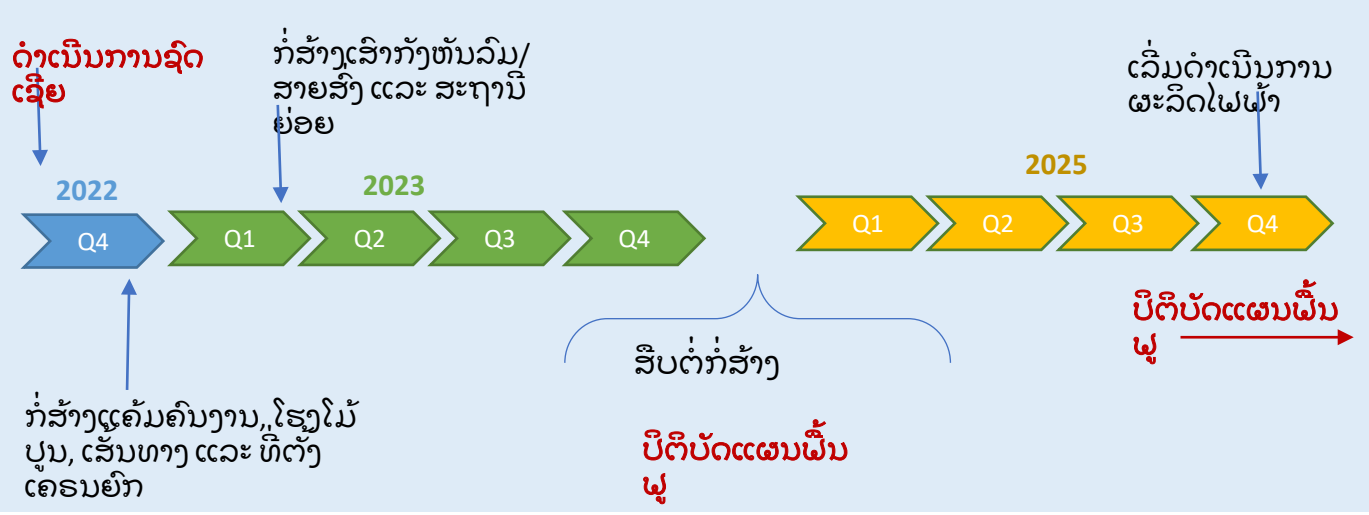 ດຳເນີນການຊົດ
ເຊີຍ
ກໍ່ສ້າງເສົາກັງຫັນລົມ/
ສາຍສົ່ງ ແລະ ສະຖານີ
ຍ່ອຍ
ເລີ່ມດຳເນີນການ
ຜະລິດໄຟຟ້າ
2022
2023
2025
Q4
Q1
Q2
Q3
Q4
Q1
Q2
Q3
Q4
ປິຕິບັດແຜນຟື້ນ
ຟູ
ສືບຕໍ່ກໍ່ສ້າງ
ກໍ່ສ້າງແຄ້ມຄົນງານ, ໂຮງໂມ້
ປູນ, ເສັ້ນທາງ ແລະ ທີ່ຕັ້ງ
ເຄຣນຍົກ
ປິຕິບັດແຜນຟື້ນ
ຟູ